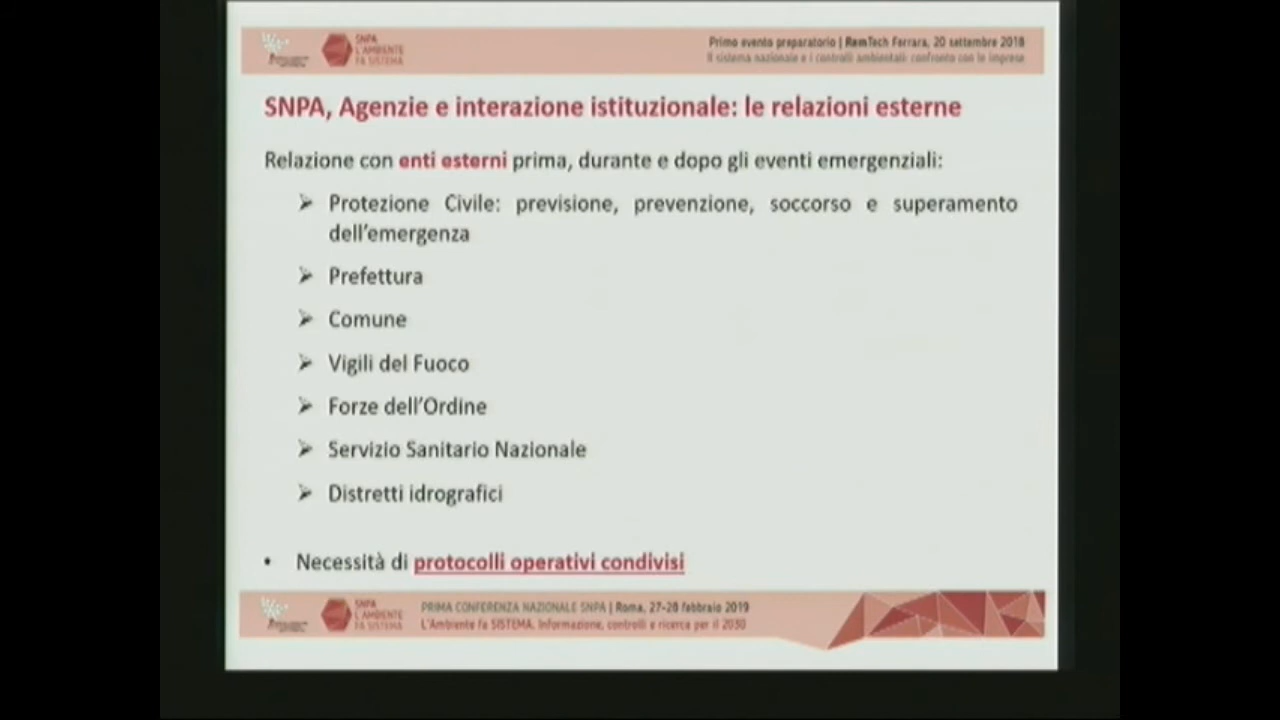 SNPA
L'AMBIENTE
FA SISTEMA
Primo evento preparatorio | RemTech Ferrara, 20 settembre 2018
Il sistema nazionale e i controlli ambientali: confronto con le imprese
SNPA, Agenzie e interazione istituzionale: le relazioni esterne
Relazione con enti esterni prima, durante e dopo gli eventi emergenziali:
➢ Protezione Civile: previsione, prevenzione, soccorso e superamento
dell'emergenza
➢ Prefettura
➢ Comune
➢ Vigili del Fuoco
➢ Forze dell'Ordine
➢ Servizio Sanitario Nazionale
➢ Distretti idrografici
• Necessità di protocolli operativi condivisi
SNPA
L'AMBIENTE
FA SISTEMA
PRIMA CONFERENZA NAZIONALE SNPA | Roma, 27-28 febbraio 2019
L'Ambiente fa SISTEMA. Informazione, controlli e ricerca per il 2030